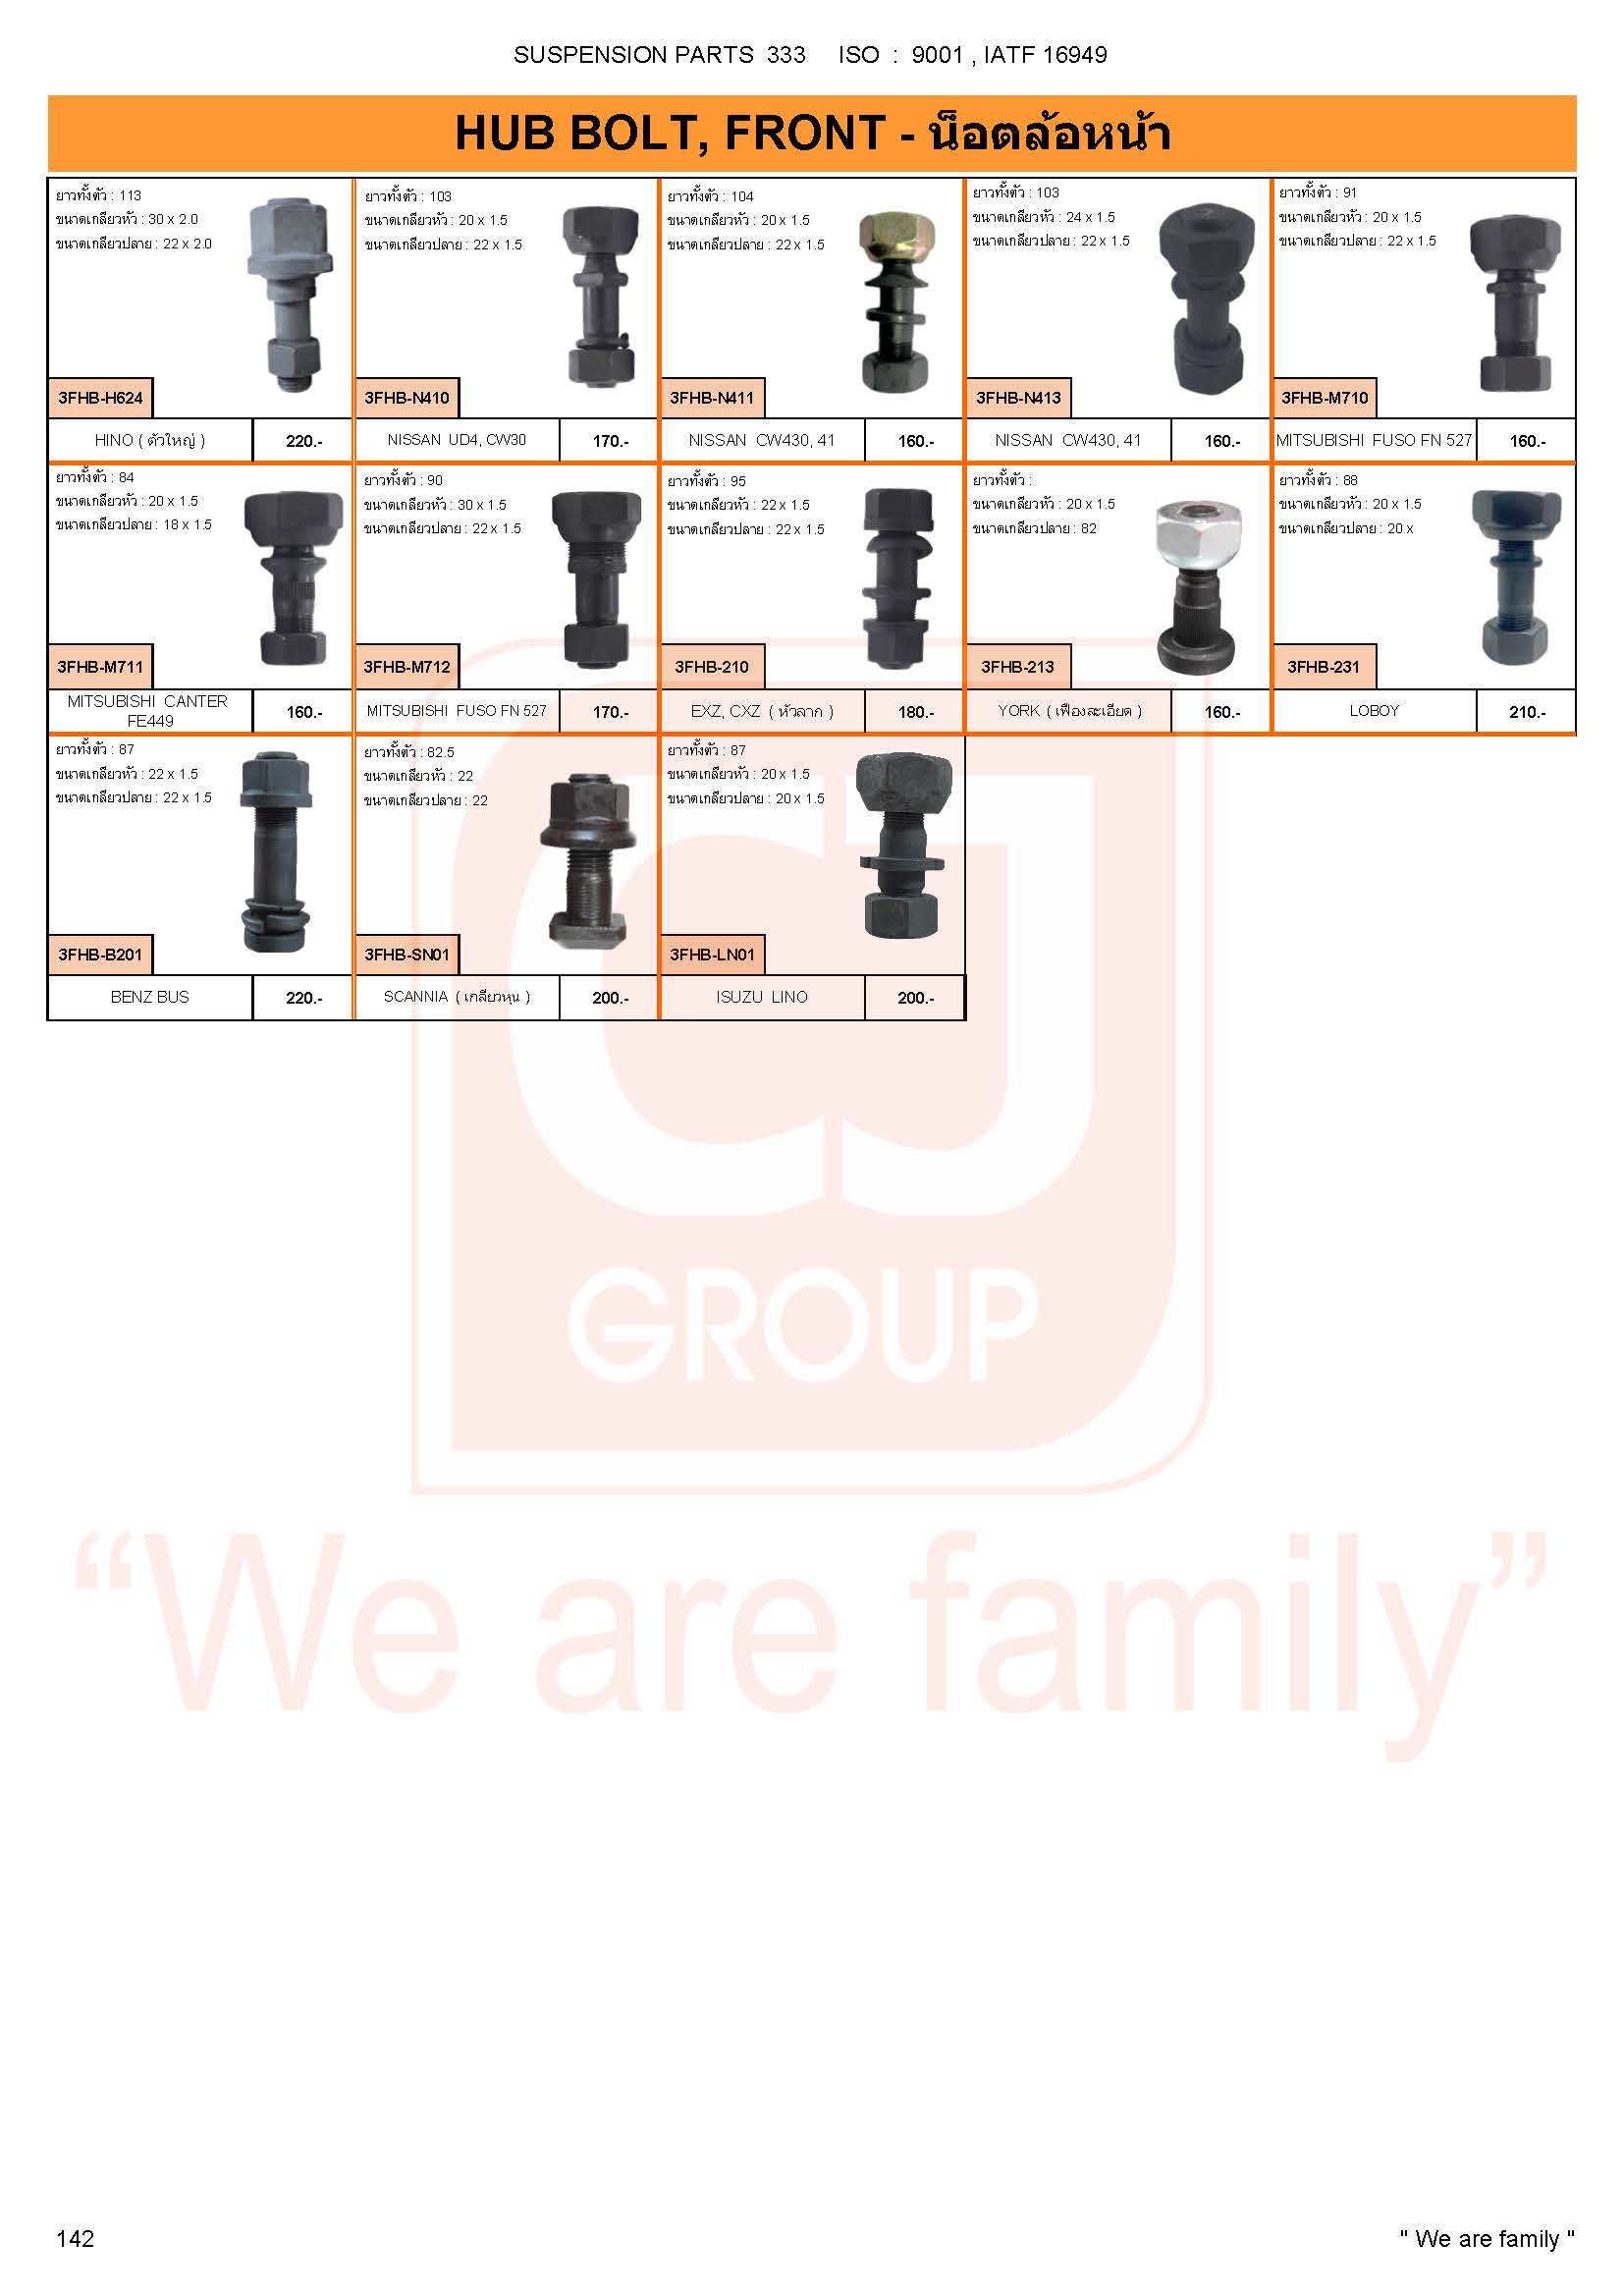 SUSPENSION PARTS 333 ISO : 9001 , IATF 16949
HUB BOLT, FRONT - น็อตล้อหน้า
ยาวทั้งตัว : 113
ขนาดเกลียวหัว : 30 x 2.0
ขนาดเกลียวปลาย : 22 x 2.0
3FHB-H624
HINO ( ตัวใหญ่ ) 220.-
ยาวทั้งตัว : 103
ขนาดเกลียวหัว : 20 x 1.5
ขนาดเกลียวปลาย : 22 x 1.5
3FHB-N410
NISSAN UD4, CW30 170.-
ยาวทั้งตัว : 104
ขนาดเกลียวหัว : 20 x 1.5
ขนาดเกลียวปลาย : 22 x 1.5
3FHB-N411
NISSAN CW430, 41 160.-
ยาวทั้งตัว : 103
ขนาดเกลียวหัว : 24 x 1.5
ขนาดเกลียวปลาย : 22 x 1.5
3FHB-N413
NISSAN CW430, 41 160.-
ยาวทั้งตัว : 91
ขนาดเกลียวหัว : 20 x 1.5
ขนาดเกลียวปลาย : 22 x 1.5
3FHB-M710
MITSUBISHI FUSO FN 527 160.-
ยาวทั้งตัว : 84
ขนาดเกลียวหัว : 20 x 1.5
ขนาดเกลียวปลาย : 18 x 1.5
3FHB-M711
MITSUBISHI CANTER
FE449 160.-
ยาวทั้งตัว : 90
ขนาดเกลียวหัว : 30 x 1.5
ขนาดเกลียวปลาย : 22 x 1.5
3FHB-M712
MITSUBISHI FUSO FN 527 170.-
ยาวทั้งตัว : 95
ขนาดเกลียวหัว : 22 x 1.5
ขนาดเกลียวปลาย : 22 x 1.5
3FHB-210
EXZ, CXZ ( หัวลาก ) 180.-
ยาวทั้งตัว :
ขนาดเกลียวหัว : 20 x 1.5
ขนาดเกลียวปลาย : 82
3FHB-213
YORK ( เฟืองละเอียด ) 160.-
ยาวทั้งตัว : 88
ขนาดเกลียวหัว : 20 x 1.5
ขนาดเกลียวปลาย : 20 x
3FHB-231
LOBOY 210.-
ยาวทั้งตัว : 87
ขนาดเกลียวหัว : 22 x 1.5
ขนาดเกลียวปลาย : 22 x 1.5
3FHB-B201
BENZ BUS 220.-
ยาวทั้งตัว : 82.5
ขนาดเกลียวหัว : 22
ขนาดเกลียวปลาย : 22
3FHB-SN01
SCANNIA ( เกลียวหุน ) 200.-
ยาวทั้งตัว : 87
ขนาดเกลียวหัว : 20 x 1.5
ขนาดเกลียวปลาย : 20 x 1.5
3FHB-LN01
ISUZU LINO 200.-
CJ
GROUP
“We are family”
142
" We are family "